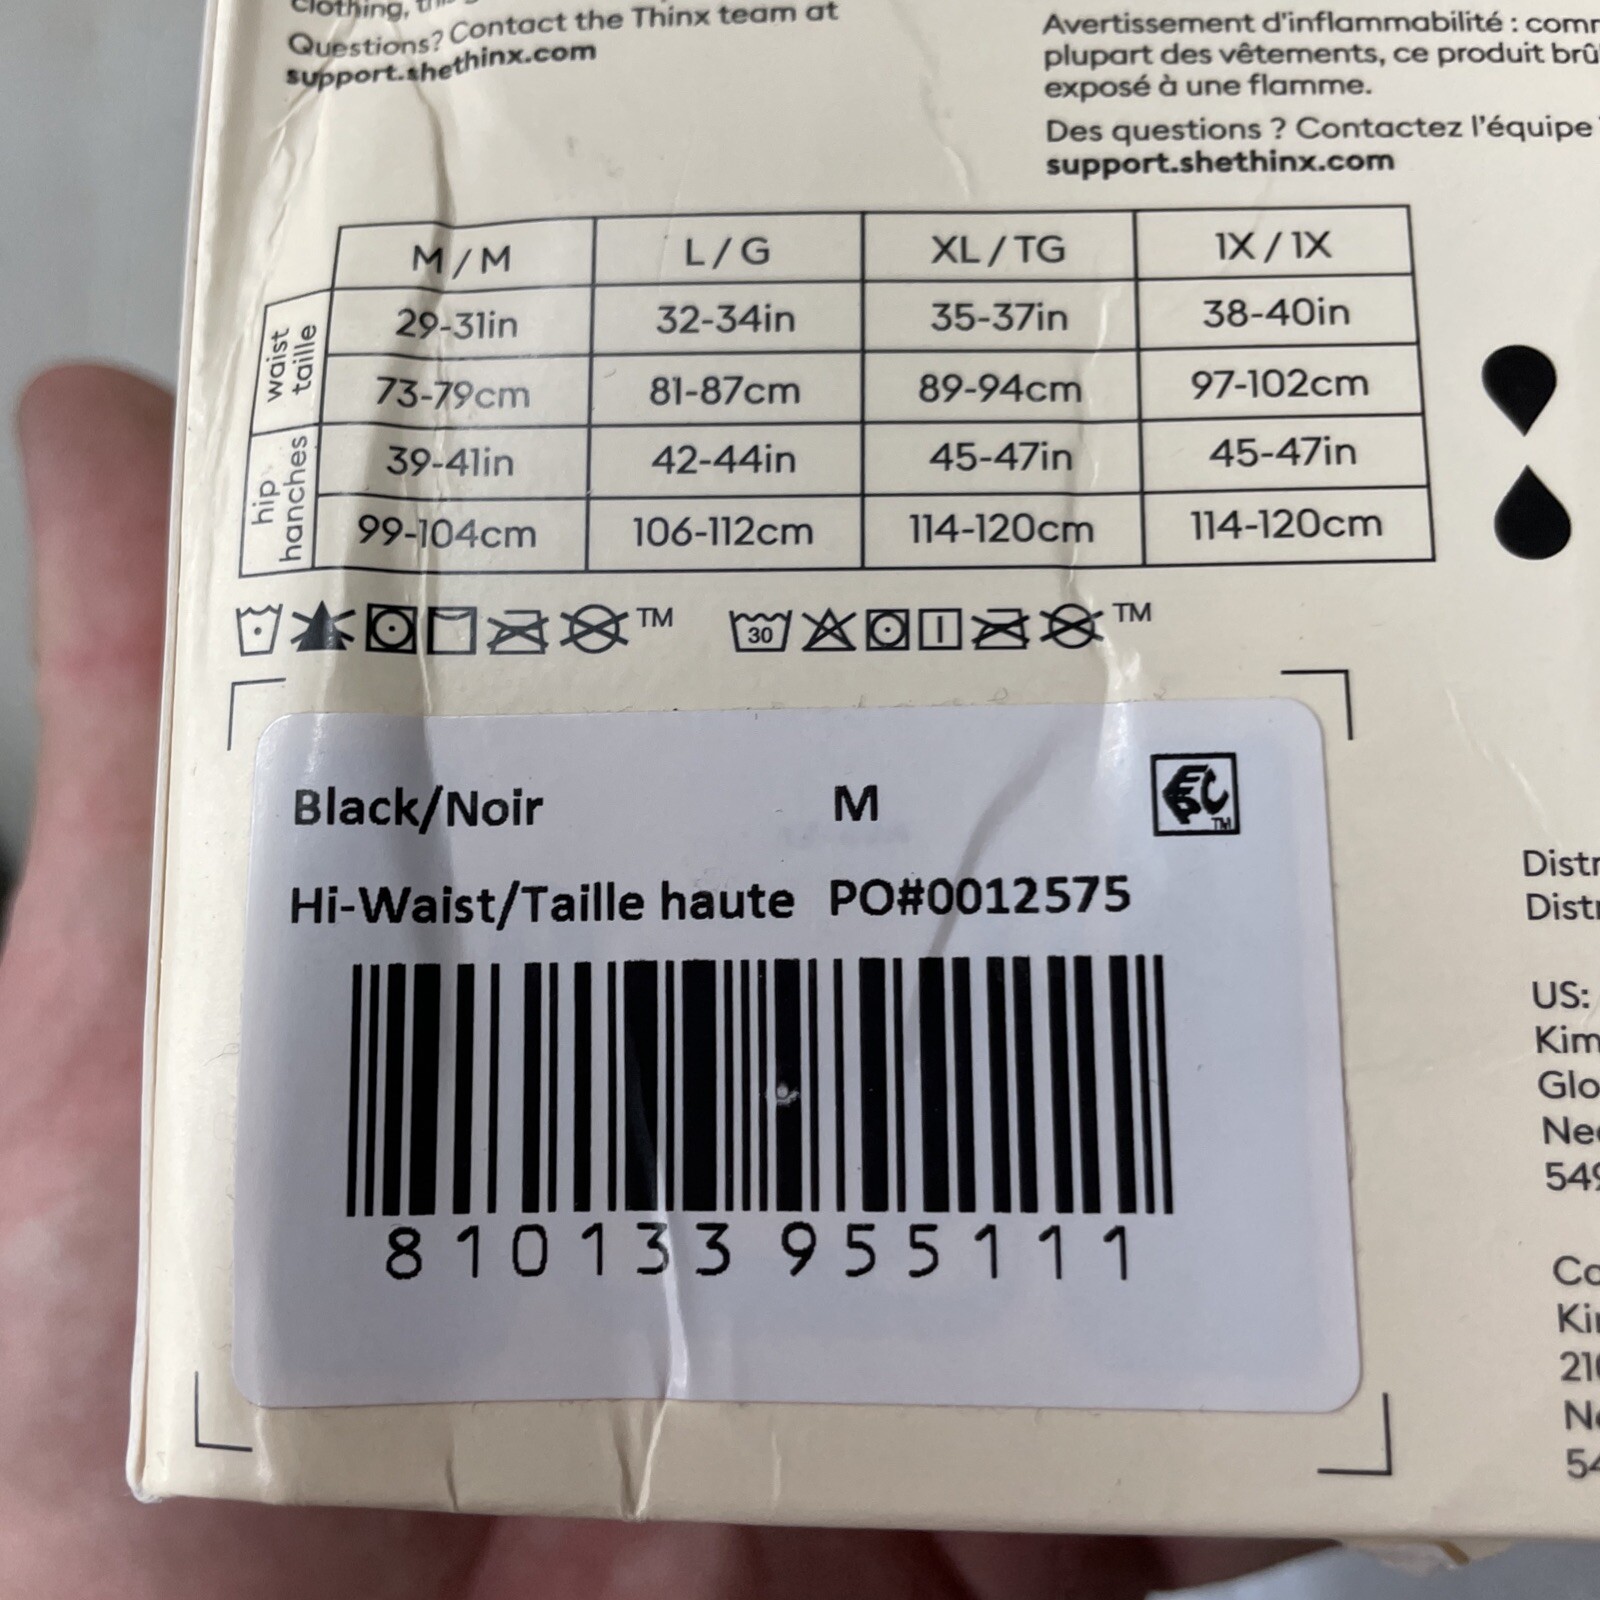 Clothing,
Questions? Contact the Thinx team at
support.shethinx.com
Avertissement d'inflammabilité :
plupart des vêtements, ce produit
exposé à une flamme.
Des questions ? Contactez l'équipe
support.shethinx.com
M / M L / G XL / TG 1X / 1X
waist
taille
29-31in 32-34in 35-37in 38-40in
73-79cm 81-87cm 89-94cm 97-102cm
hip
hanches
39-41in 42-44in 45-47in 45-47in
99-104cm 106-112cm 114-120cm 114-120cm
TM 30 TM
Black/Noir M
Hi-Waist/Taille haute PO#0012575
810133 955111
US: